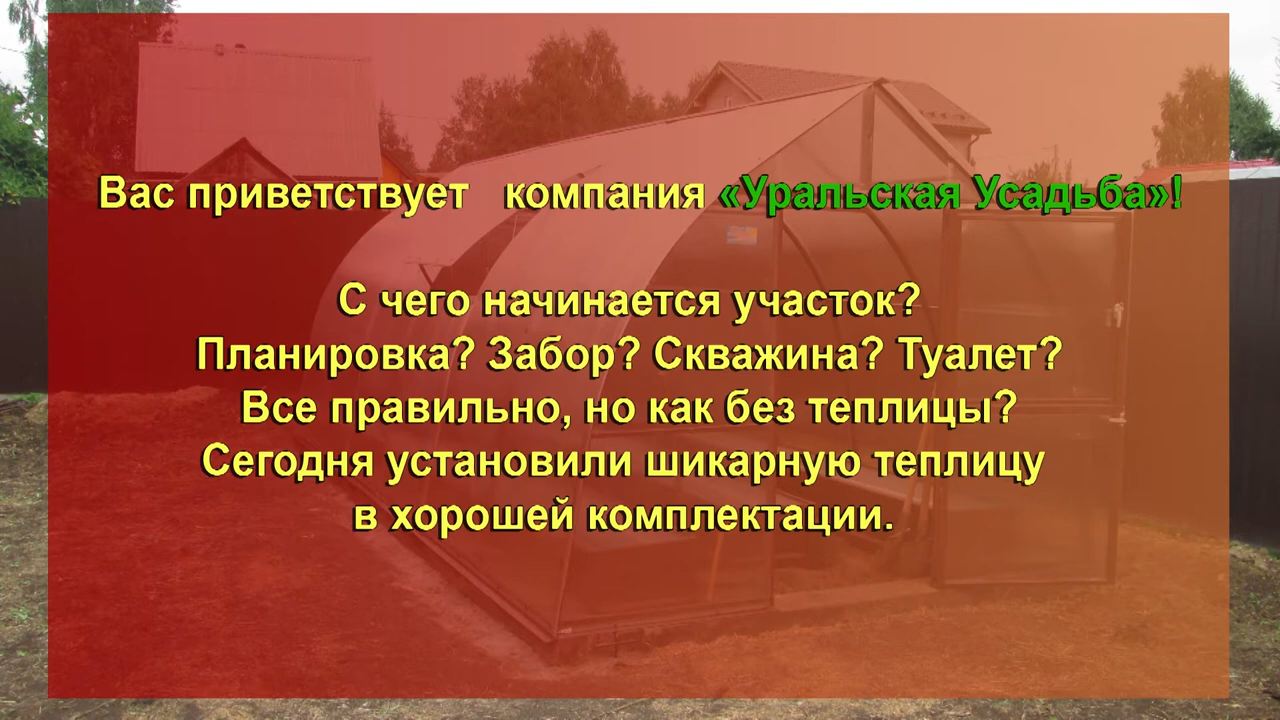 Вас приветствует компания «Уральская Усадьба»!
С чего начинается участок?
Планировка? Забор? Скважина? Туалет?
Все правильно, но как без теплицы?
Сегодня установили шикарную теплицу
в хорошей комплектации.